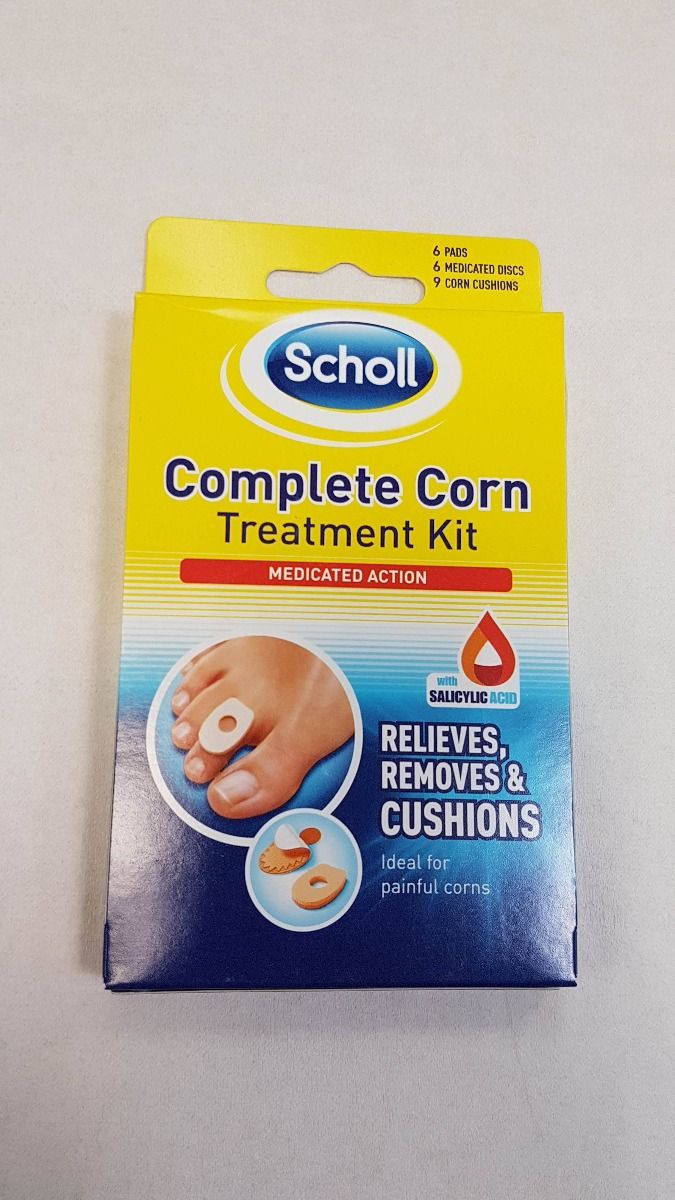 6 PADS
6 MEDICATED DISCS
9 CORN CUSHIONS
Scholl
Complete Corn
Treatment Kit
MEDICATED ACTION
with
SALICYLIC ACID
RELIEVES,
REMOVES &
CUSHIONS
Ideal for
painful corns